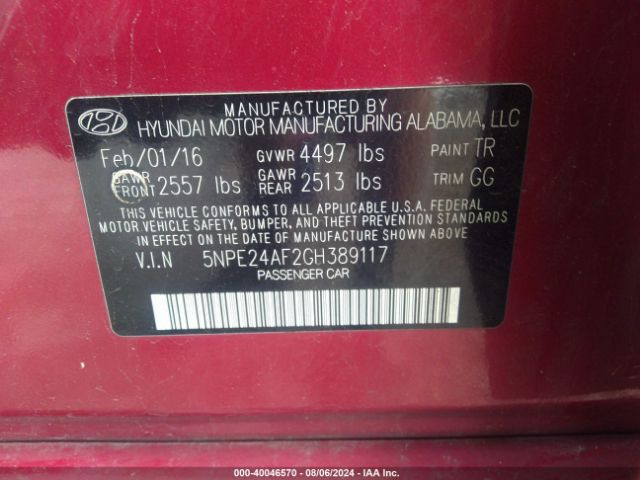 MANUFACTURED BY
HYUNDAI MOTOR MANUFACTURING ALABAMA, LLC
Feb/01/16 GVWR 4497 lbs PAINT TR
GAWR FRONT 2557 lbs GAWR REAR 2513 lbs TRIM GG
THIS VEHICLE CONFORMS TO ALL APPLICABLE U.S.A. FEDERAL
MOTOR VEHICLE SAFETY, BUMPER, AND THEFT PREVENTION STANDARDS
IN EFFECT ON THE DATE OF MANUFACTURE SHOWN ABOVE.
V.I.N 5NPE24AF2GH389117
PASSENGER CAR
000-40046570 - 08/06/2024 - IAA Inc.